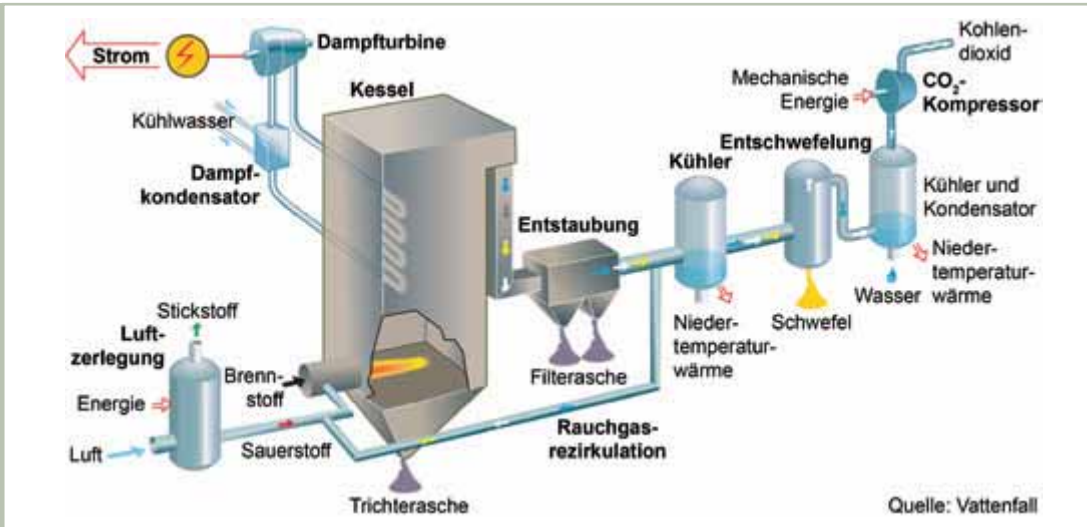 Strom
Dampfturbine
Kessel
Kühlwasser
Dampf-
kondensator
Kohlen-
dioxid
Mechanische
Energie
CO₂-
Kompressor
Entschwefelung
Kühler
Kühler und
Kondensator
Entstaubung
Nieder-
temperatur-
wärme
Wasser
Schwefel
Nieder-
temperatur-
wärme
Filterasche
Stickstoff
Luft-
zerlegung
Brenn-
stoff
Energie
Luft
Sauerstoff
Rauchgas-
rezirkulation
Trichterasche
Quelle: Vattenfall